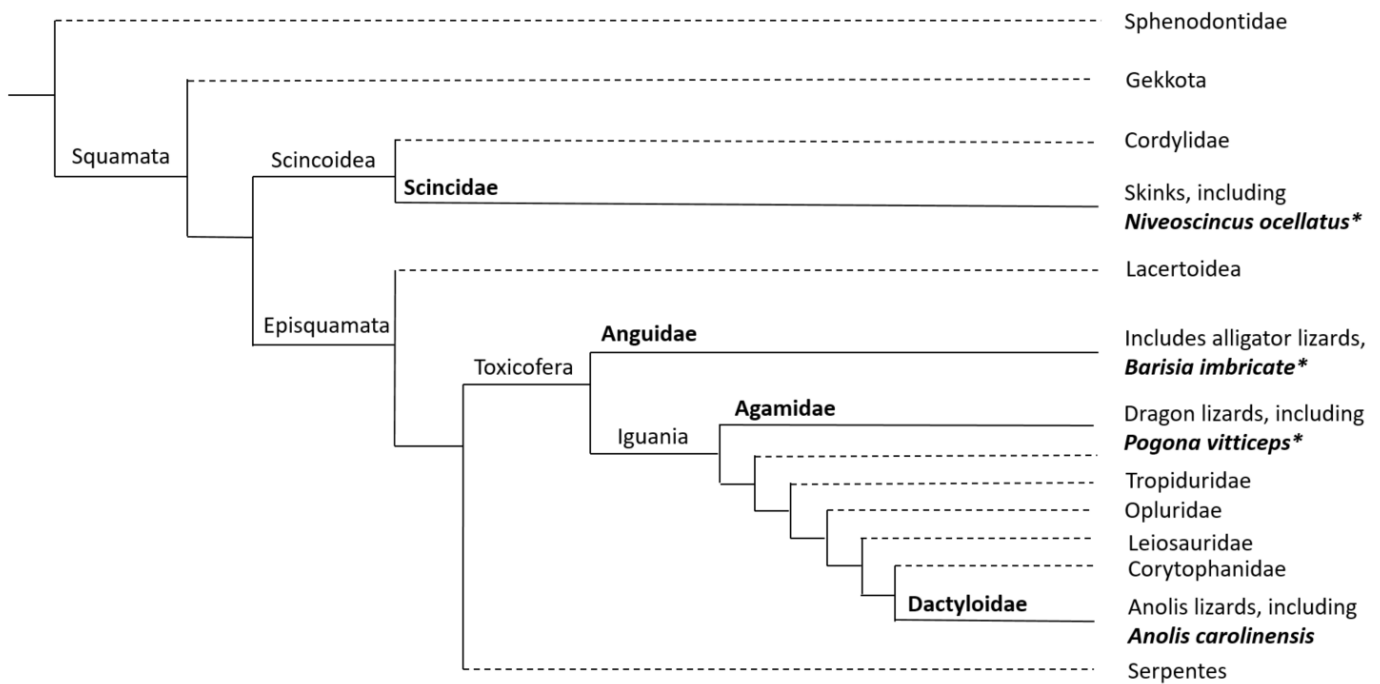 Sphenodontidae
Gekkota
Cordylidae
Squamata
Scincoidea
Scincidae
Skinks, including
Niveoscincus ocellatus*
Lacertoidea
Episquamata
Anguidae
Includes alligator lizards,
Barisia imbricate*
Toxicofera
Agamidae
Dragon lizards, including
Pogona vitticeps*
Iguania
Tropiduridae
Opluridae
Leiosauridae
Corytophanidae
Dactyloidae
Anolis lizards, including
Anolis carolinensis
Serpentes